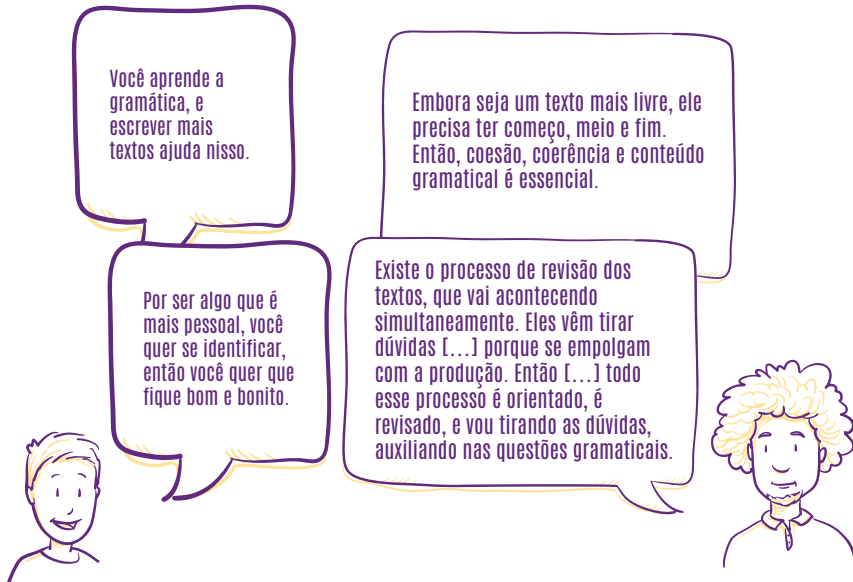 Você aprende a
gramática, e
escrever mais
textos ajuda nisso.
Por ser algo que é
mais pessoal, você
quer se identificar,
então você quer que
fique bom e bonito.
Embora seja um texto mais livre, ele
precisa ter começo, meio e fim.
Então, coesão, coerência e conteúdo
gramatical é essencial.
Existe o processo de revisão dos
textos, que vai acontecendo
simultaneamente. Eles vêm tirar
dúvidas [...] porque se empolgam
com a produção. Então [...] todo
esse processo é orientado, é
revisado, e vou tirando as dúvidas,
auxiliando nas questões gramaticais.